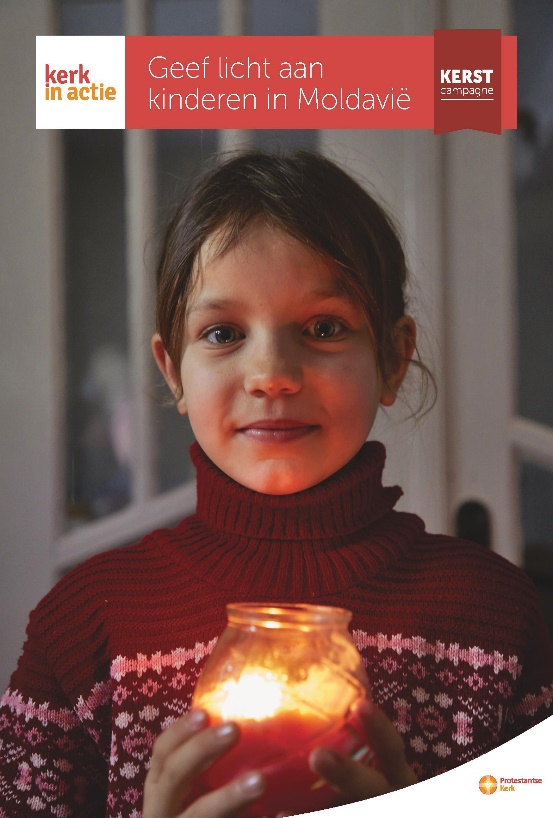 kerk
in actie
Geef licht aan
kinderen in Moldavië
KERST
campagne
Protestantse
Kerk